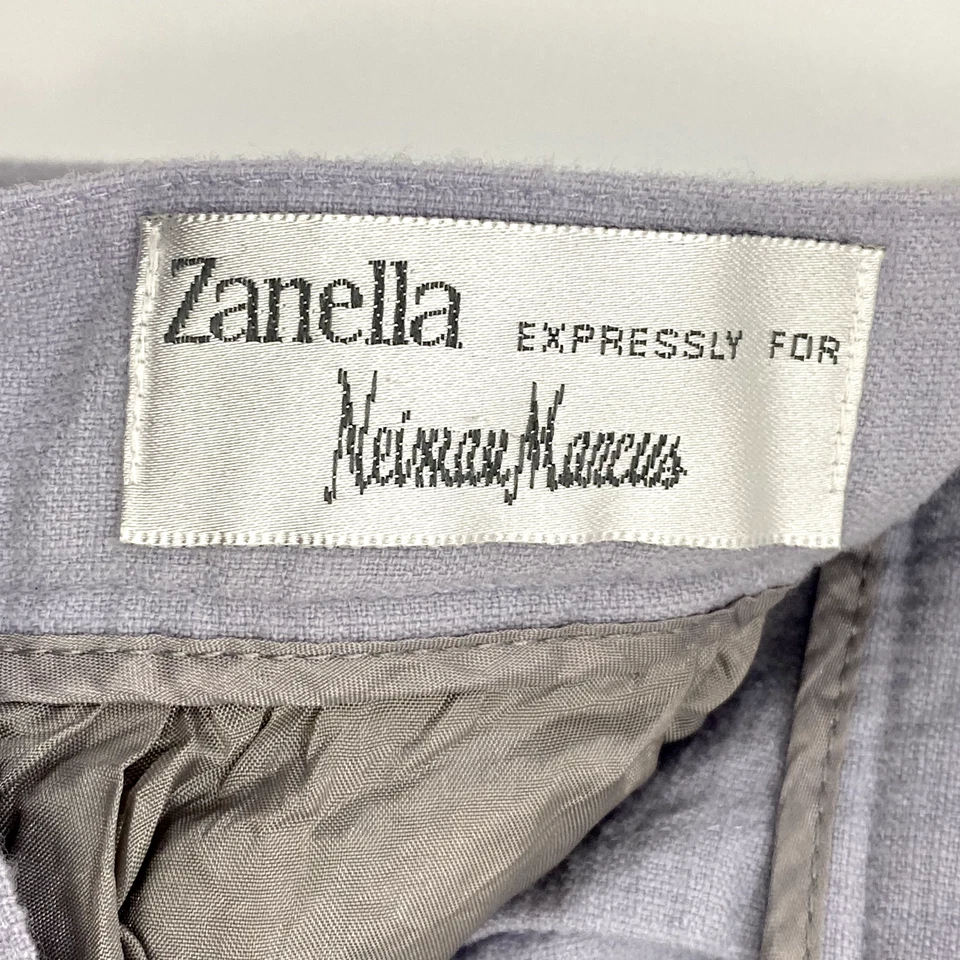 Zanella EXPRESSLY FOR
Neiman Marcus